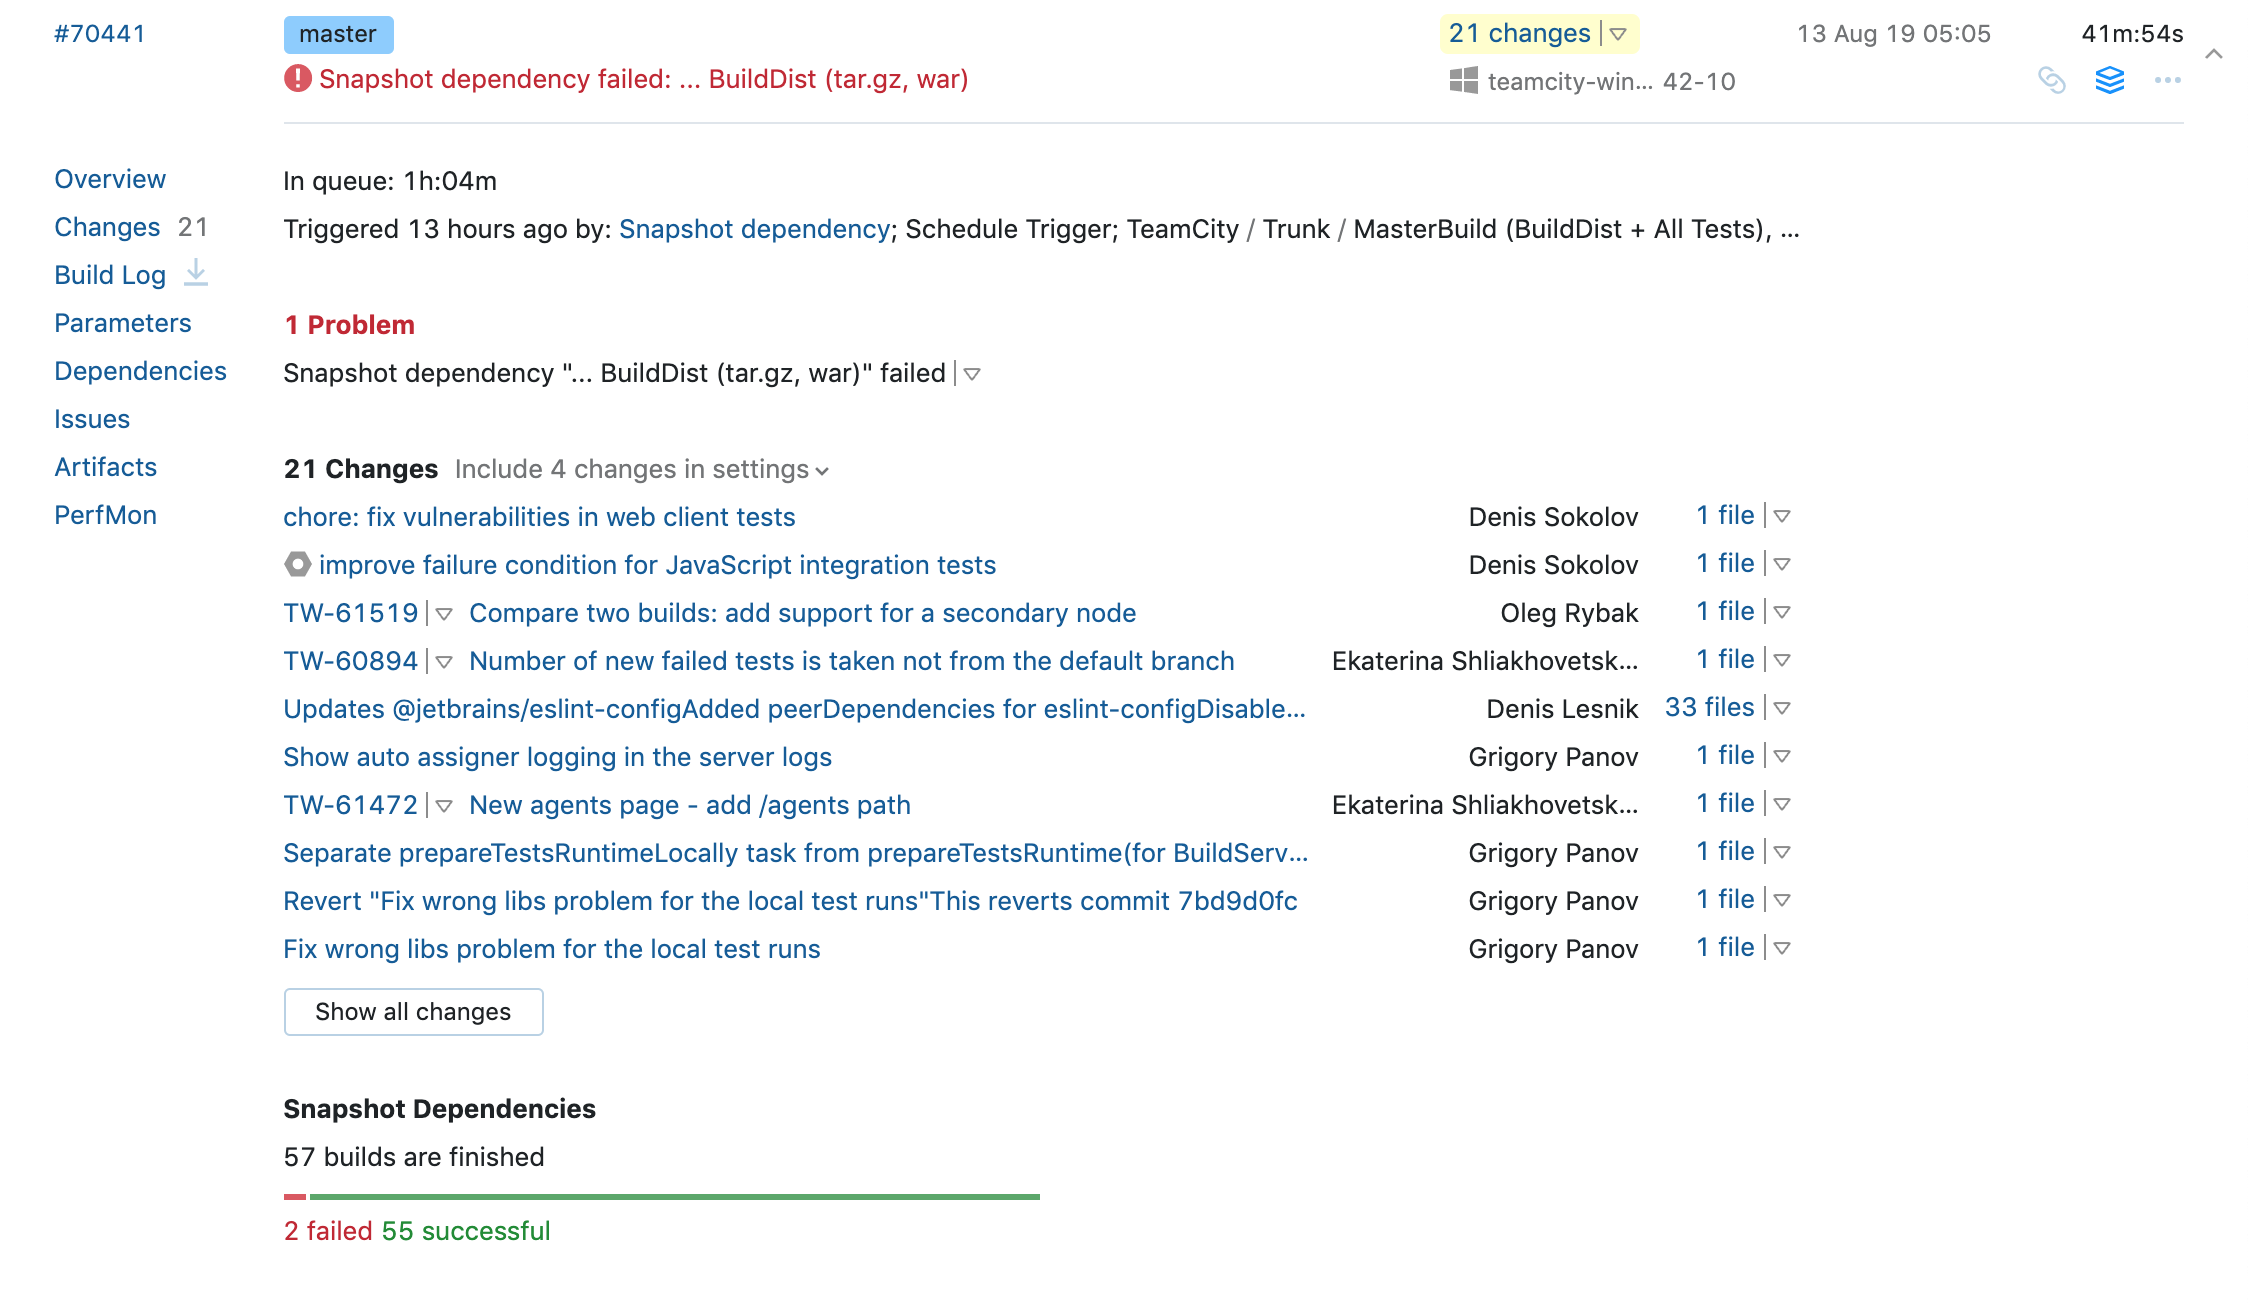 #70441 master 21 changes 13 Aug 19 05:05 41m:54s
Snapshot dependency failed: ... BuildDist (tar.gz, war) teamcity-win... 42-10
Overview
Changes 21
Build Log
Parameters
Dependencies
Issues
Artifacts
PerfMon
In queue: 1h:04m
Triggered 13 hours ago by: Snapshot dependency; Schedule Trigger; TeamCity / Trunk / MasterBuild (BuildDist + All Tests), ...
1 Problem
Snapshot dependency "... BuildDist (tar.gz, war)" failed
21 Changes Include 4 changes in settings
chore: fix vulnerabilities in web client tests Denis Sokolov 1 file
improve failure condition for JavaScript integration tests Denis Sokolov 1 file
TW-61519 Compare two builds: add support for a secondary node Oleg Rybak 1 file
TW-60894 Number of new failed tests is taken not from the default branch Ekaterina Shliakhovetsk... 1 file
Updates @jetbrains/eslint-configAdded peerDependencies for eslint-configDisable... Denis Lesnik 33 files
Show auto assigner logging in the server logs Grigory Panov 1 file
TW-61472 New agents page - add /agents path Ekaterina Shliakhovetsk... 1 file
Separate prepareTestsRuntimeLocally task from prepareTestsRuntime(for BuildServ... Grigory Panov 1 file
Revert "Fix wrong libs problem for the local test runs"This reverts commit 7bd9d0fc Grigory Panov 1 file
Fix wrong libs problem for the local test runs Grigory Panov 1 file
Show all changes
Snapshot Dependencies
57 builds are finished
2 failed 55 successful